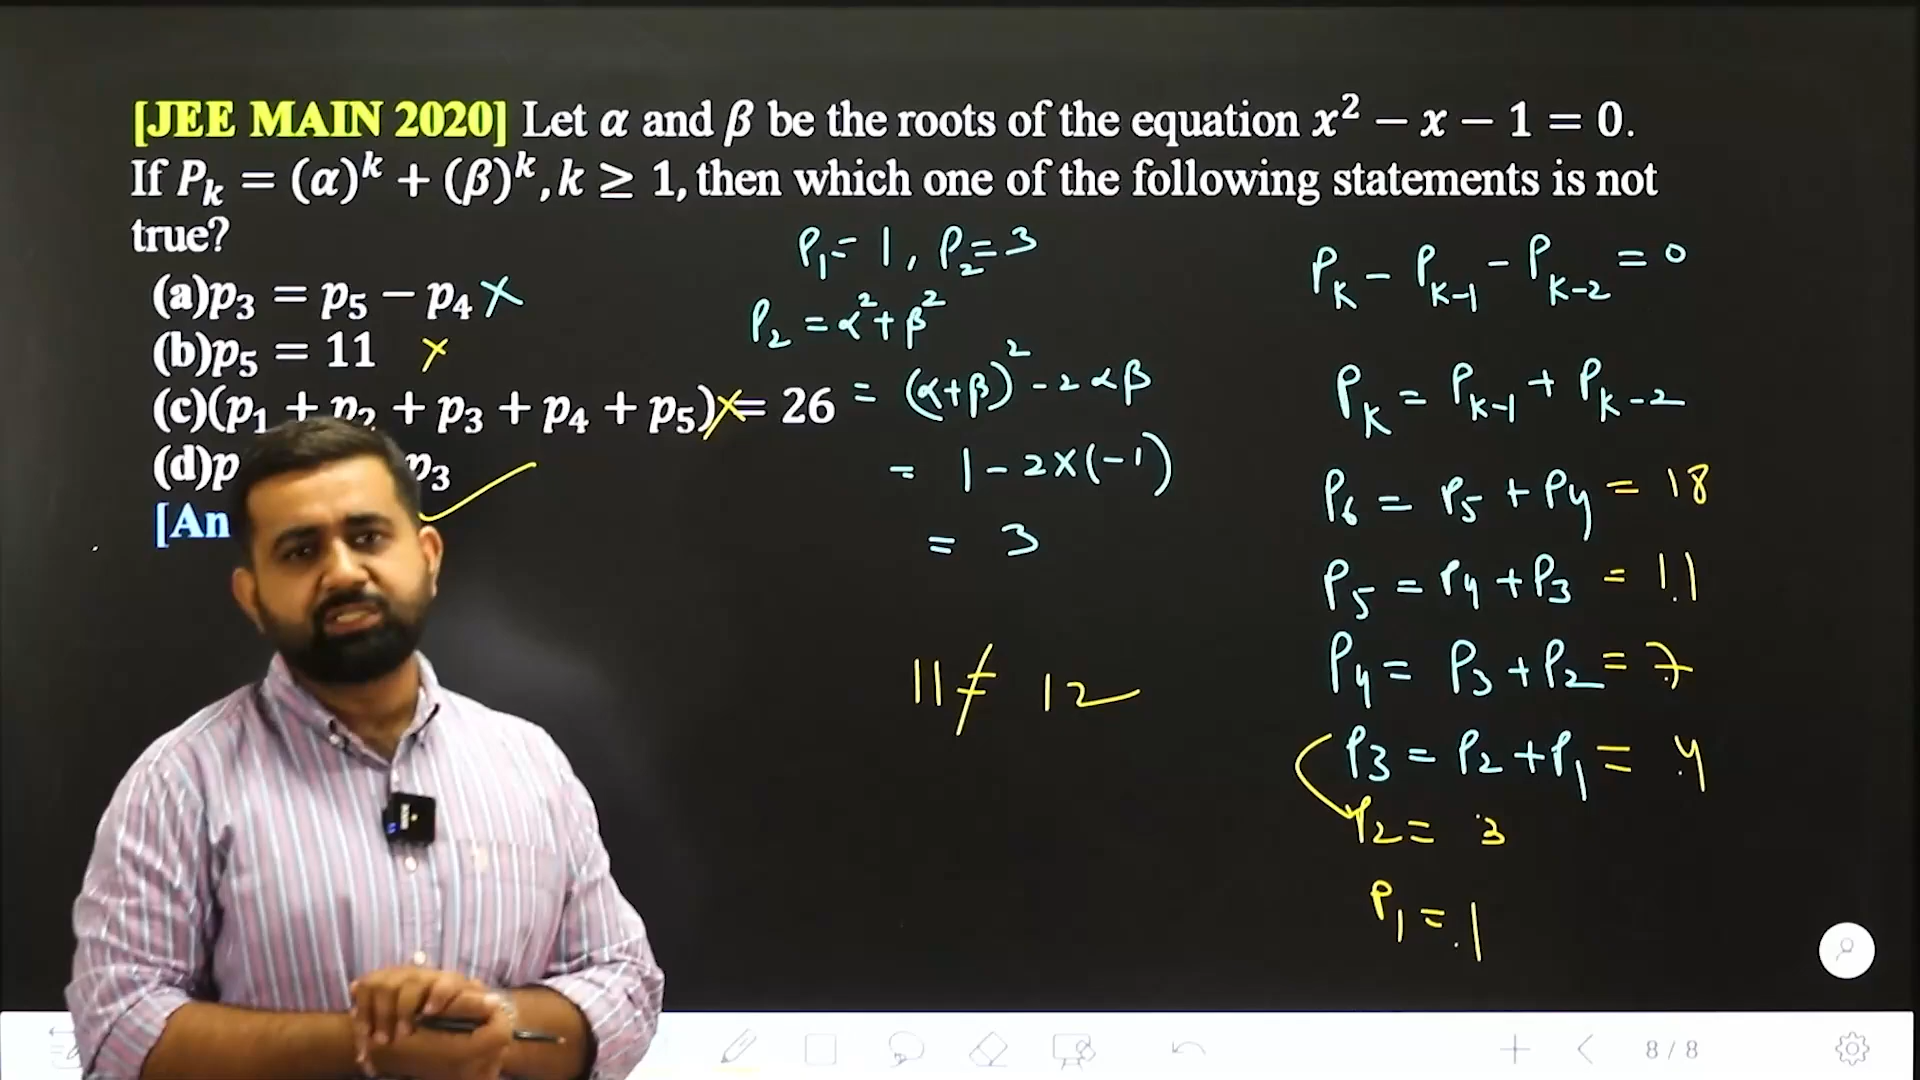 [JEE MAIN 2020] Let α and β be the roots of the equation x² − x − 1 = 0.
If Pₖ = (α)ᵏ + (β)ᵏ, k ≥ 1, then which one of the following statements is not
true?
(a)p₃ = p₅ − p₄ ×
(b)p₅ = 11 ×
(c)(p₁ + p₂ + p₃ + p₄ + p₅) × = 26
(d)p p₃ ✓
[An
P₁ = 1, P₂ = 3
P₂ = α² + β²
= (α+β)² - 2αβ
= 1 - 2×(-1)
= 3
11 ≠ 12
Pₖ - Pₖ₋₁ - Pₖ₋₂ = 0
Pₖ = Pₖ₋₁ + Pₖ₋₂
P₆ = P₅ + P₄ = 18
P₅ = P₄ + P₃ = 11
P₄ = P₃ + P₂ = 7
P₃ = P₂ + P₁ = 4
P₂ = 3
P₁ = 1
8 / 8